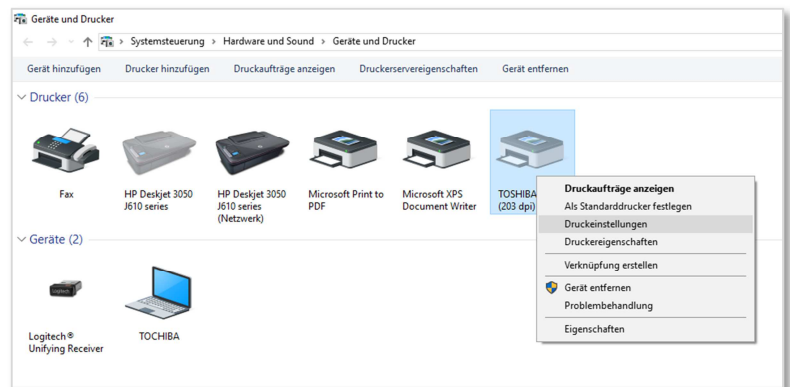 Geräte und Drucker
Systemsteuerung > Hardware und Sound > Geräte und Drucker
Gerät hinzufügen Drucker hinzufügen Druckaufträge anzeigen Druckerservereigenschaften Gerät entfernen
Drucker (6)
Fax
HP Deskjet 3050
J610 series
HP Deskjet 3050
J610 series
(Netzwerk)
Microsoft Print to
PDF
Microsoft XPS
Document Writer
TOSHIBA
(203 dpi)
Druckaufträge anzeigen
Als Standarddrucker festlegen
Druckeinstellungen
Druckereigenschaften
Verknüpfung erstellen
Gerät entfernen
Problembehandlung
Eigenschaften
Geräte (2)
Logitech
Logitech®
Unifying Receiver
TOCHIBA